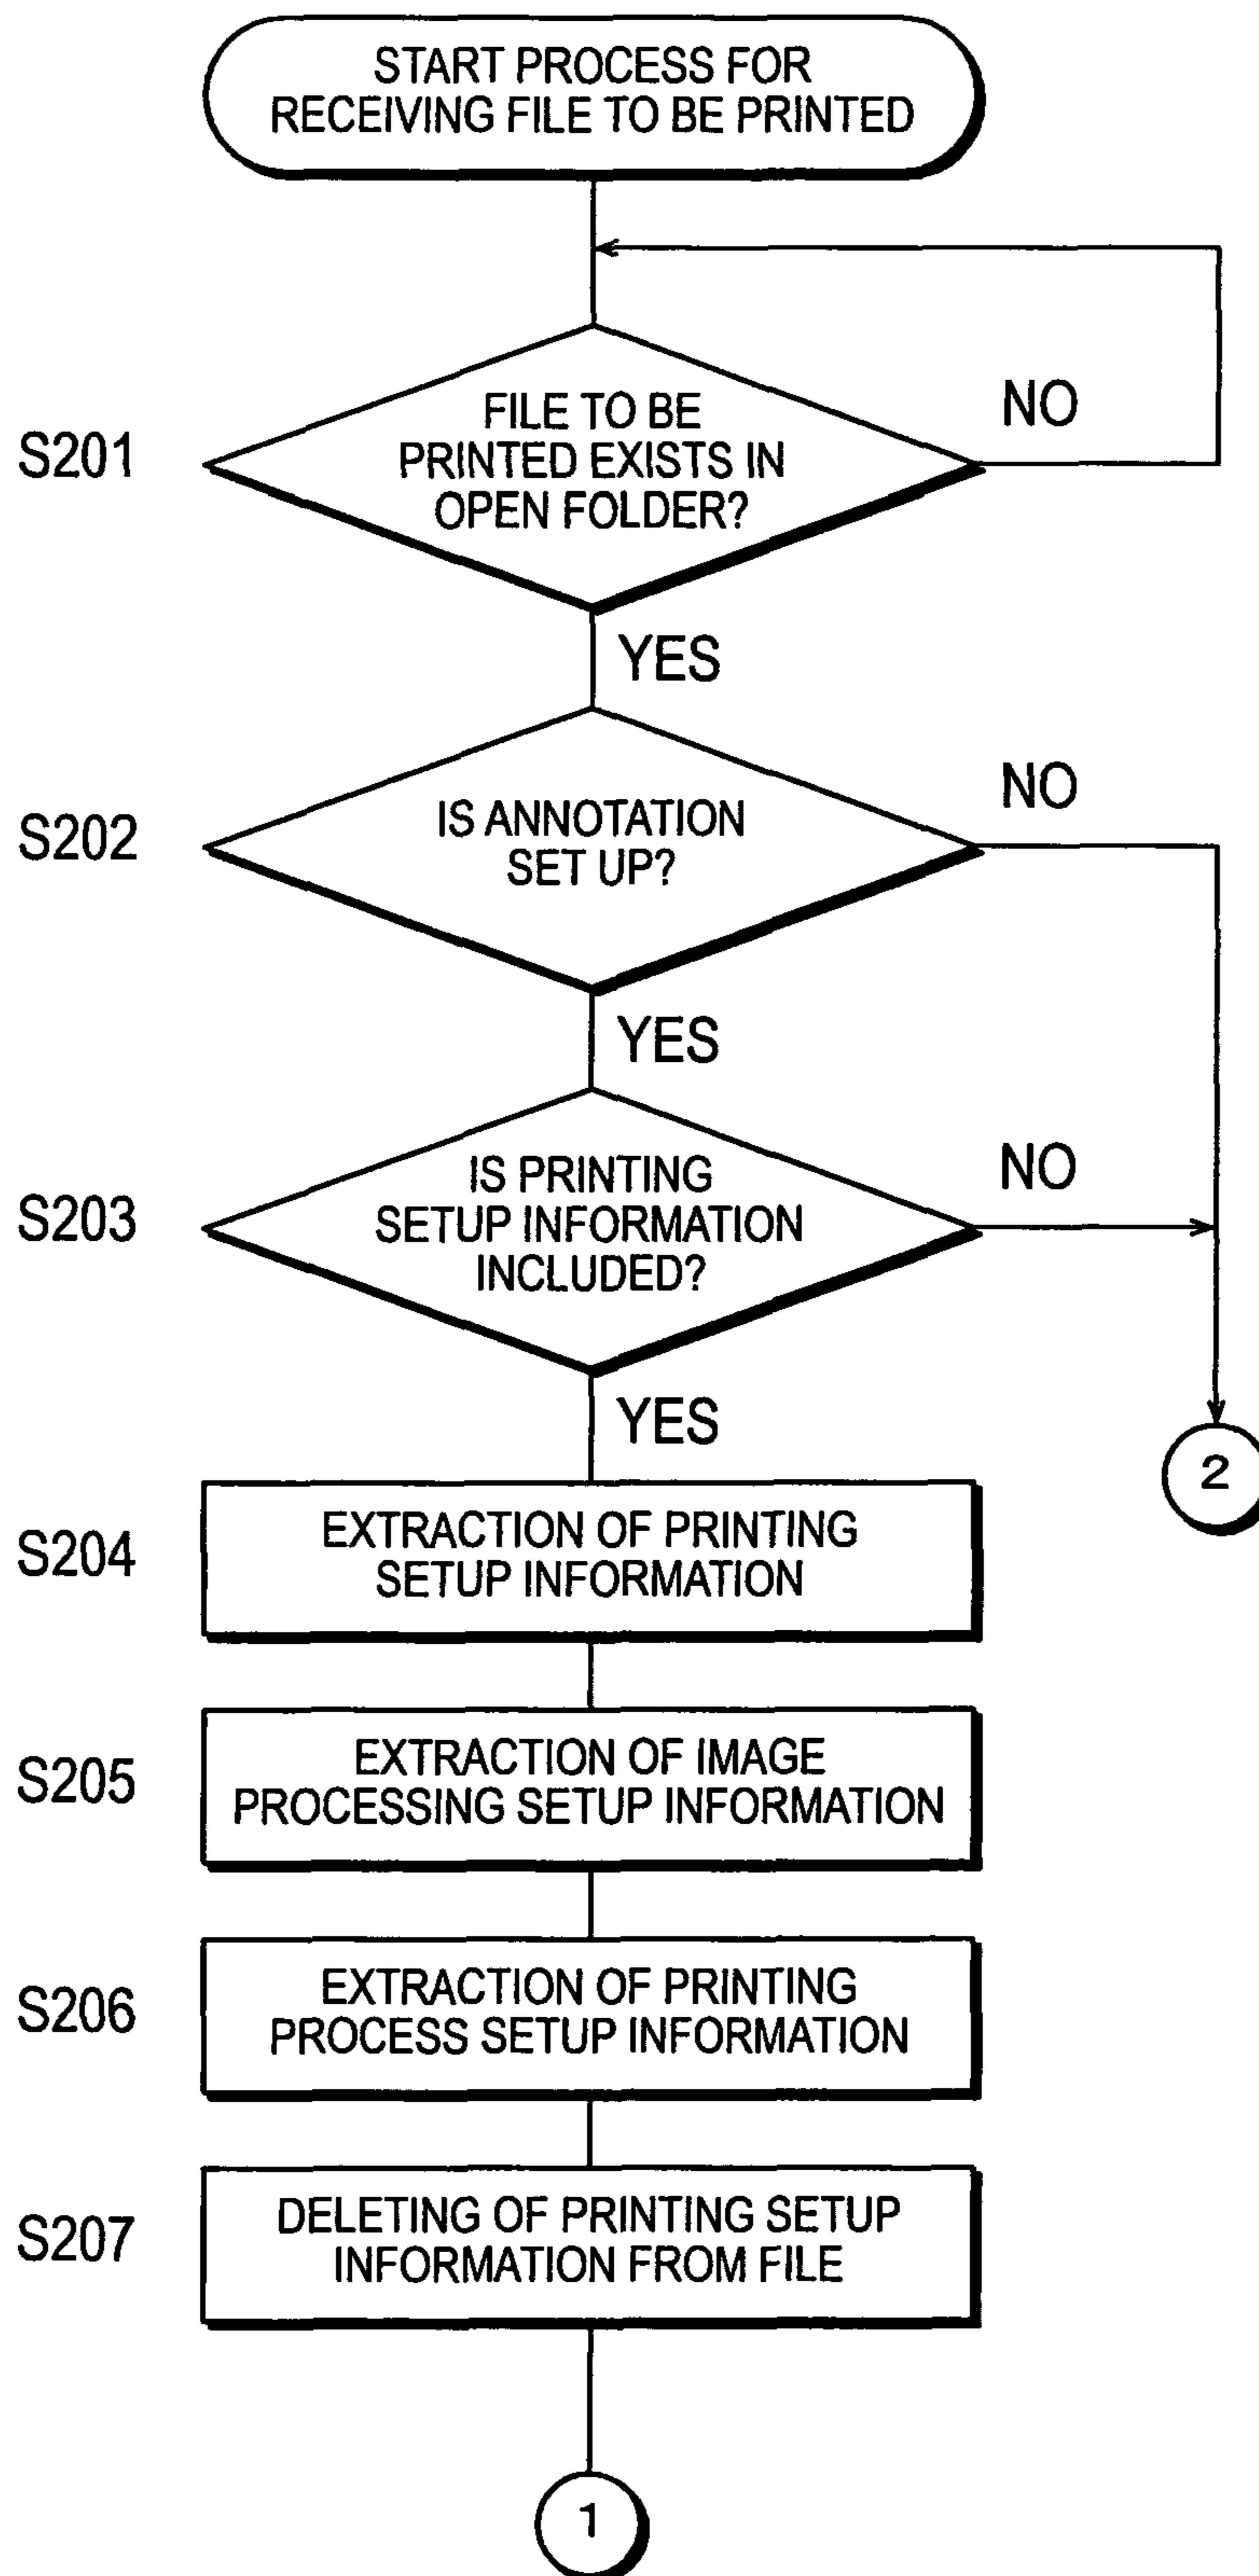 START PROCESS FOR
RECEIVING FILE TO BE PRINTED
S201
FILE TO BE
PRINTED EXISTS IN
OPEN FOLDER?
NO
YES
S202
IS ANNOTATION
SET UP?
NO
YES
S203
IS PRINTING
SETUP INFORMATION
INCLUDED?
NO
YES
2
S204
EXTRACTION OF PRINTING
SETUP INFORMATION
S205
EXTRACTION OF IMAGE
PROCESSING SETUP INFORMATION
S206
EXTRACTION OF PRINTING
PROCESS SETUP INFORMATION
S207
DELETING OF PRINTING SETUP
INFORMATION FROM FILE
1